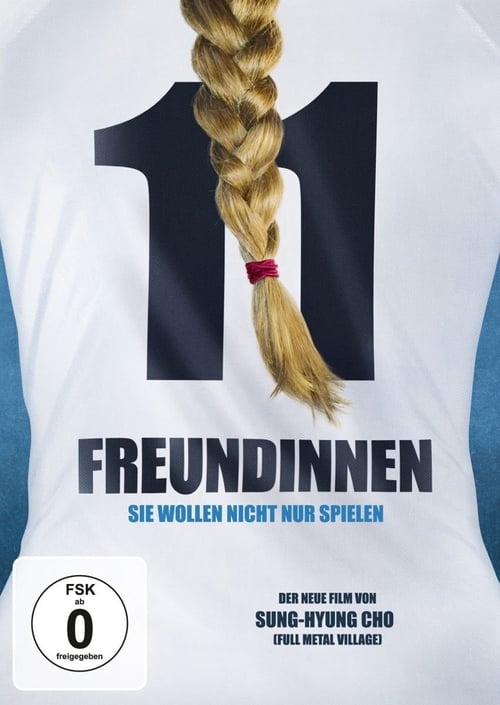 11
FREUNDINNEN
SIE WOLLEN NICHT NUR SPIELEN
DER NEUE FILM VON
SUNG-HYUNG CHO
(FULL METAL VILLAGE)
FSK
ab
0
freigegeben